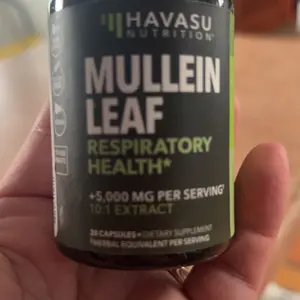 HAVASU
NUTRITION®
MULLEIN
LEAF
RESPIRATORY
HEALTH*
+5,000 MG PER SERVING†
10:1 EXTRACT
CAPSULES • DIETARY SUPPLEMENT
†HERBAL EQUIVALENT PER SERVING